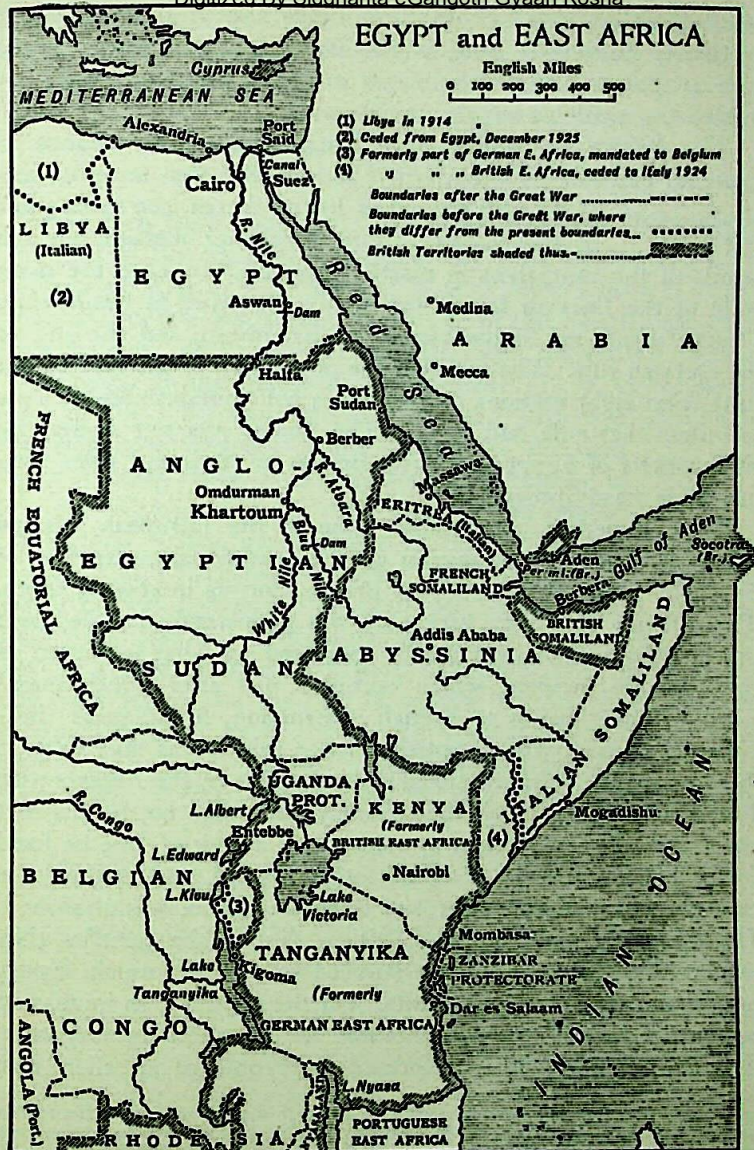 Digitized By Siddhanta eGangotri Gyaan Kosha
EGYPT and EAST AFRICA
English Miles
0 100 200 300 400 500
(1) Libya in 1914
(2) Ceded from Egypt, December 1925
(3) Formerly part of German E. Africa, mandated to Belgium
(4) " " " British E. Africa, ceded to Italy 1924
Boundaries after the Great War
Boundaries before the Great War, where
they differ from the present boundaries
British Territories shaded thus
Cyprus
MEDITERRANEAN SEA
Alexandria
Port
Said
Canal
Suez
Cairo
(1)
LIBYA
(Italian)
(2)
R. Nile
EGYPT
Aswan
Dam
Red Sea
Medina
ARABIA
Mecca
Halfa
Port
Sudan
Berber
FRENCH EQUATORIAL AFRICA
ANGLO-
R. Atbara
Omdurman
Khartoum
Massawa
ERITREA (Italian)
EGYPTIAN
Blue Nile
Dam
White Nile
FRENCH
SOMALILAND
Aden
Perim (Br.)
Gulf of Aden
Socotra
(Br.)
Berbera
BRITISH
SOMALILAND
Addis Ababa
SUDAN
ABYSSINIA
ITALIAN SOMALILAND
UGANDA
PROT.
L. Albert
R. Congo
KENYA
(Formerly
BRITISH EAST AFRICA)
(4)
Mogadishu
Entebbe
L. Edward
BELGIAN
L. Kivu
(3)
Nairobi
Lake
Victoria
INDIAN OCEAN
Mombasa
TANGANYIKA
ZANZIBAR
PROTECTORATE
Lake
Tanganyika
Kigoma
(Formerly
Dar es Salaam
GERMAN EAST AFRICA)
CONGO
ANGOLA (Port.)
L. Nyasa
PORTUGUESE
EAST AFRICA
RHODESIA